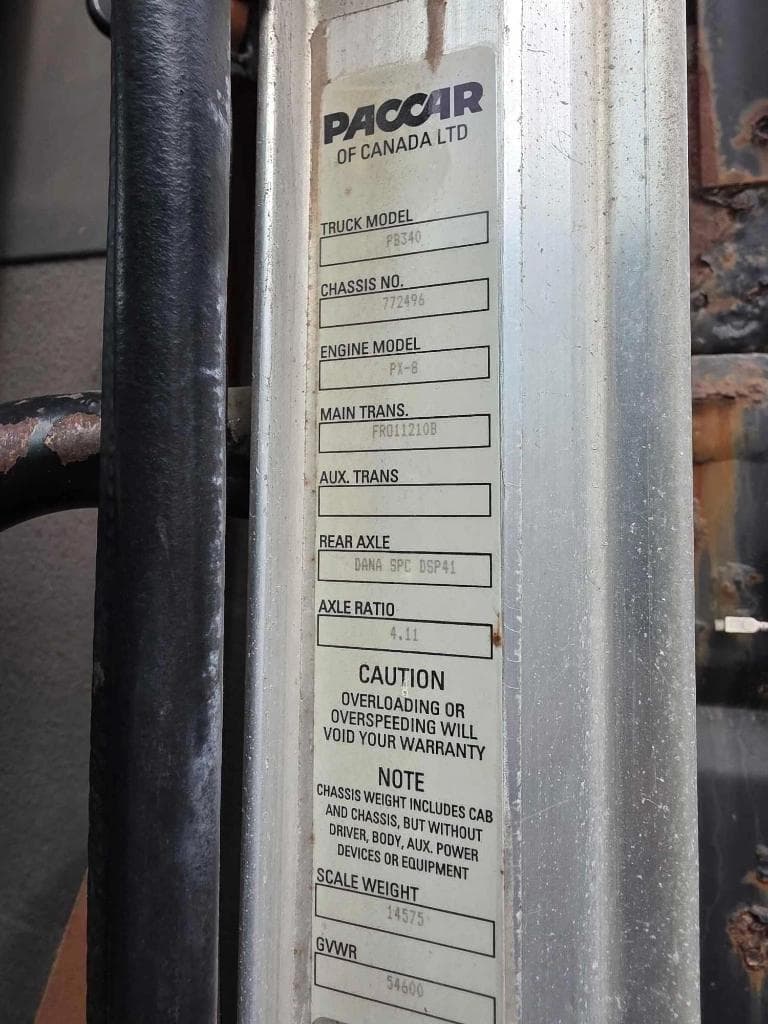 PACCAR
OF CANADA LTD
TRUCK MODEL
PB340
CHASSIS NO.
772496
ENGINE MODEL
PX-8
MAIN TRANS.
FRO11210B
AUX. TRANS
REAR AXLE
DANA SPC DSP41
AXLE RATIO
4.11
CAUTION
OVERLOADING OR
OVERSPEEDING WILL
VOID YOUR WARRANTY
NOTE
CHASSIS WEIGHT INCLUDES CAB
AND CHASSIS, BUT WITHOUT
DRIVER, BODY, AUX. POWER
DEVICES OR EQUIPMENT
SCALE WEIGHT
14575
GVWR
54600